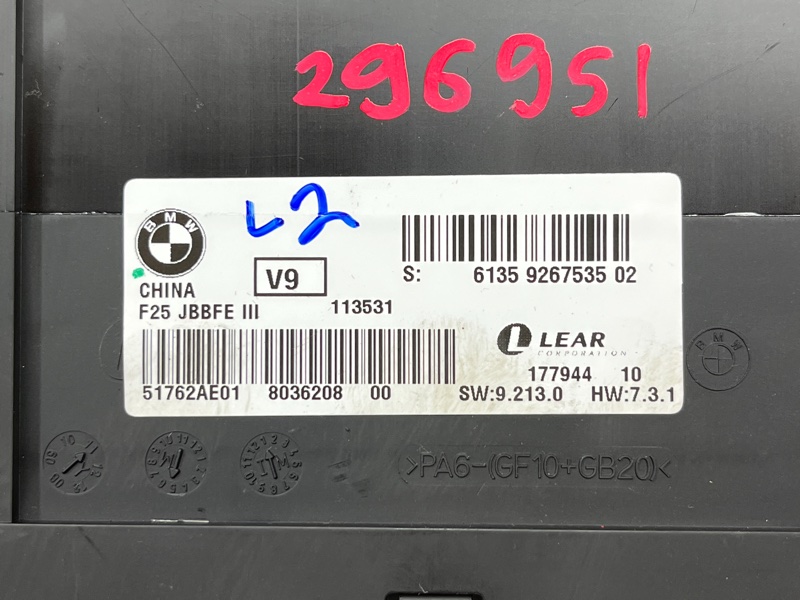 296951
L2
BMW
CHINA
V9
S: 6135 9267535 02
F25 JBBFE III 113531
LEAR
CORPORATION
177944 10
51762AE01 8036208 00 SW:9.213.0 HW:7.3.1
BMW
>PA6-(GF10+GB20)<